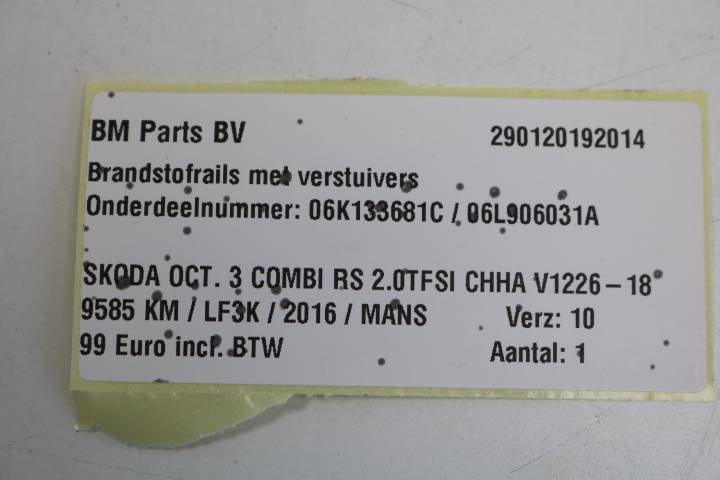 BM Parts BV 290120192014
Brandstofrails met verstuivers
Onderdeelnummer: 06K133681C / 06L906031A
SKODA OCT. 3 COMBI RS 2.0TFSI CHHA V1226-18
9585 KM / LF3K / 2016 / MANS Verz: 10
99 Euro incl. BTW Aantal: 1